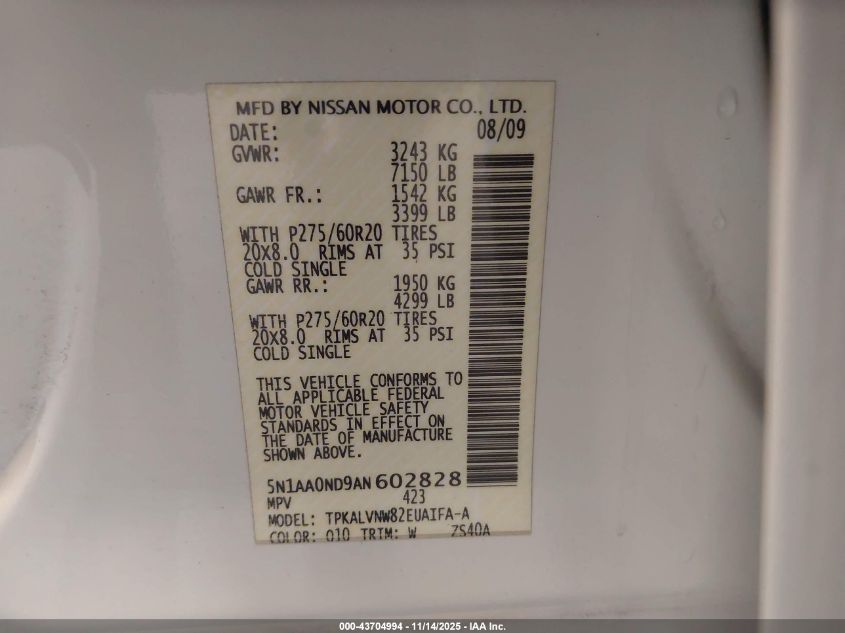 MFD BY NISSAN MOTOR CO., LTD.
DATE: 08/09
GVWR: 3243 KG
7150 LB
GAWR FR.: 1542 KG
3399 LB
WITH P275/60R20 TIRES
20X8.0 RIMS AT 35 PSI
COLD SINGLE
GAWR RR.: 1950 KG
4299 LB
WITH P275/60R20 TIRES
20X8.0 RIMS AT 35 PSI
COLD SINGLE
THIS VEHICLE CONFORMS TO
ALL APPLICABLE FEDERAL
MOTOR VEHICLE SAFETY
STANDARDS IN EFFECT ON
THE DATE OF MANUFACTURE
SHOWN ABOVE.
5N1AA0ND9AN602828
MPV 423
MODEL: TPKALVNW82EUAIFA-A
COLOR: 010 TRIM: W ZS40A
000-43704994 - 11/14/2025 - IAA Inc.